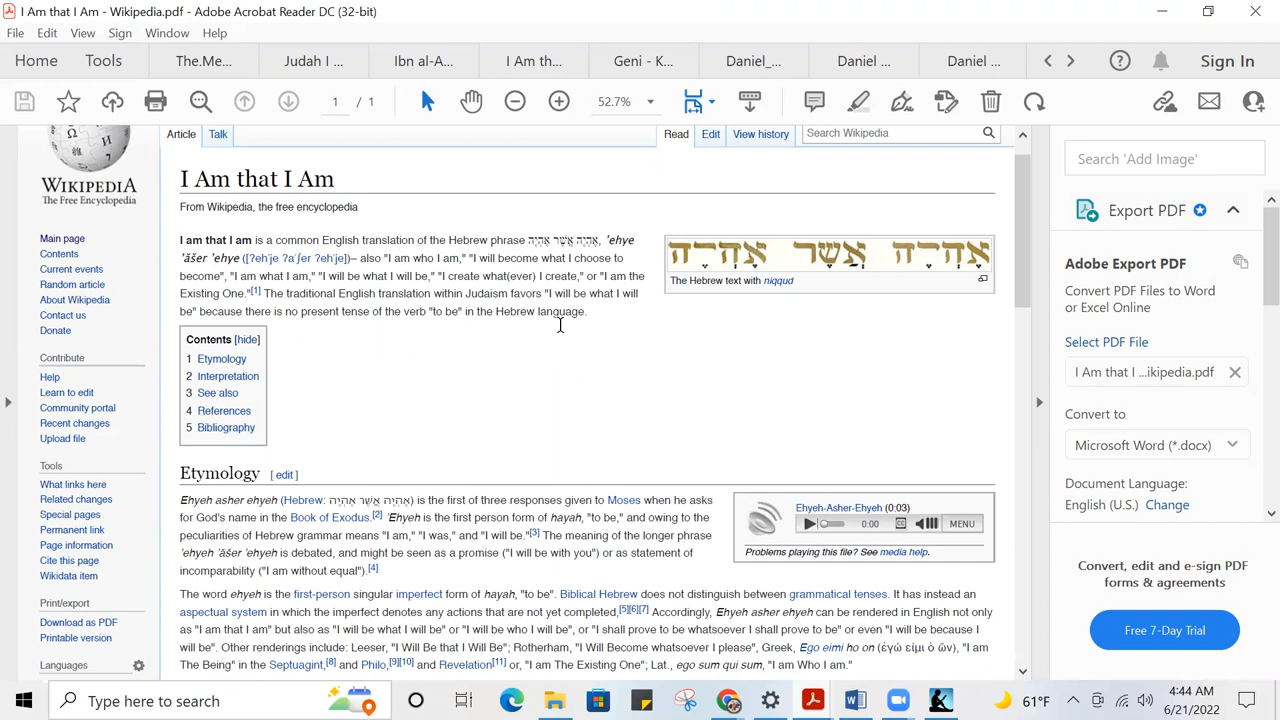 I Am that I Am - Wikipedia.pdf - Adobe Acrobat Reader DC (32-bit)
File Edit View Sign Window Help
Home Tools The.Me... Judah I ... Ibn al-A... I Am th... Geni - K... Daniel_... Daniel ... Daniel ... Sign In
1 / 1 52.7%
Article Talk Read Edit View history Search Wikipedia
Search 'Add Image'
WIKIPEDIA
The Free Encyclopedia
Main page
Contents
Current events
Random article
About Wikipedia
Contact us
Donate
Contribute
Help
Learn to edit
Community portal
Recent changes
Upload file
Tools
What links here
Related changes
Special pages
Permanent link
Page information
Cite this page
Wikidata item
Print/export
Download as PDF
Printable version
Languages
I Am that I Am
From Wikipedia, the free encyclopedia
I am that I am is a common English translation of the Hebrew phrase אֶהְיֶה אֲשֶׁר אֶהְיֶה, 'ehye
'ăšer 'ehye ([?ehˈje ?aˈʃer ?ehˈje])– also "I am who I am," "I will become what I choose to
become", "I am what I am," "I will be what I will be," "I create what(ever) I create," or "I am the
Existing One."[1] The traditional English translation within Judaism favors "I will be what I will
be" because there is no present tense of the verb "to be" in the Hebrew language.
אֶהְיֶה אֲשֶׁר אֶהְיֶה
The Hebrew text with niqqud
Contents [hide]
1 Etymology
2 Interpretation
3 See also
4 References
5 Bibliography
Etymology [ edit ]
Ehyeh asher ehyeh (Hebrew: אֶהְיֶה אֲשֶׁר אֶהְיֶה) is the first of three responses given to Moses when he asks
for God's name in the Book of Exodus.[2] 'Ehyeh is the first person form of hayah, "to be," and owing to the
peculiarities of Hebrew grammar means "I am," "I was," and "I will be."[3] The meaning of the longer phrase
'ehyeh 'ăšer 'ehyeh is debated, and might be seen as a promise ("I will be with you") or as statement of
incomparability ("I am without equal").[4]
Ehyeh-Asher-Ehyeh (0:03)
0:00 MENU
Problems playing this file? See media help.
The word ehyeh is the first-person singular imperfect form of hayah, "to be". Biblical Hebrew does not distinguish between grammatical tenses. It has instead an
aspectual system in which the imperfect denotes any actions that are not yet completed,[5][6][7] Accordingly, Ehyeh asher ehyeh can be rendered in English not only
as "I am that I am" but also as "I will be what I will be" or "I will be who I will be", or "I shall prove to be whatsoever I shall prove to be" or even "I will be because I
will be". Other renderings include: Leeser, "I Will Be that I Will Be"; Rotherham, "I Will Become whatsoever I please", Greek, Ego eimi ho on (ἐγώ εἰμι ὁ ὤν), "I am
The Being" in the Septuagint,[8] and Philo,[9][10] and Revelation[11] or, "I am The Existing One"; Lat., ego sum qui sum, "I am Who I am."
Export PDF
Adobe Export PDF
Convert PDF Files to Word
or Excel Online
Select PDF File
I Am that I ...ikipedia.pdf
Convert to
Microsoft Word (*.docx)
Document Language:
English (U.S.) Change
Convert, edit and e-sign PDF
forms & agreements
Free 7-Day Trial
Type here to search
61°F
4:44 AM
6/21/2022